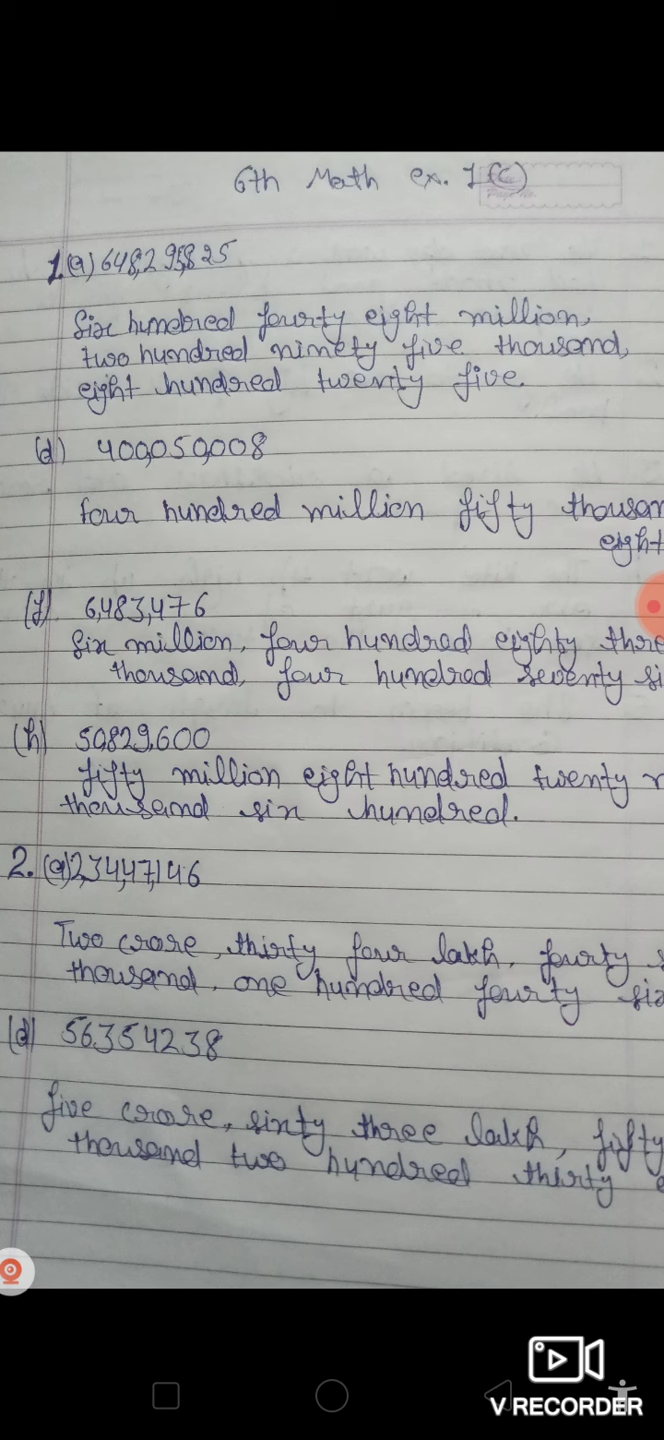 6th Math ex. 1(c)
1.(a) 648,295,825
Six hundred fourty eight million,
two hundred ninety five thousand,
eight hundred twenty five.
(d) 400,050,008
four hundred million fifty thousan
eight
(f) 6,483,476
Six million, four hundred eighty thre
thousand, four hundred seventy si
(h) 50,829,600
fifty million eight hundred twenty n
thousand six hundred.
2. (a) 2,34,47,146
Two crore, thirty four lakh, fourty s
thousand, one hundred fourty six
(d) 56354238
five crore, sixty three lakh, fifty
thousand two hundred thirty e
V RECORDER